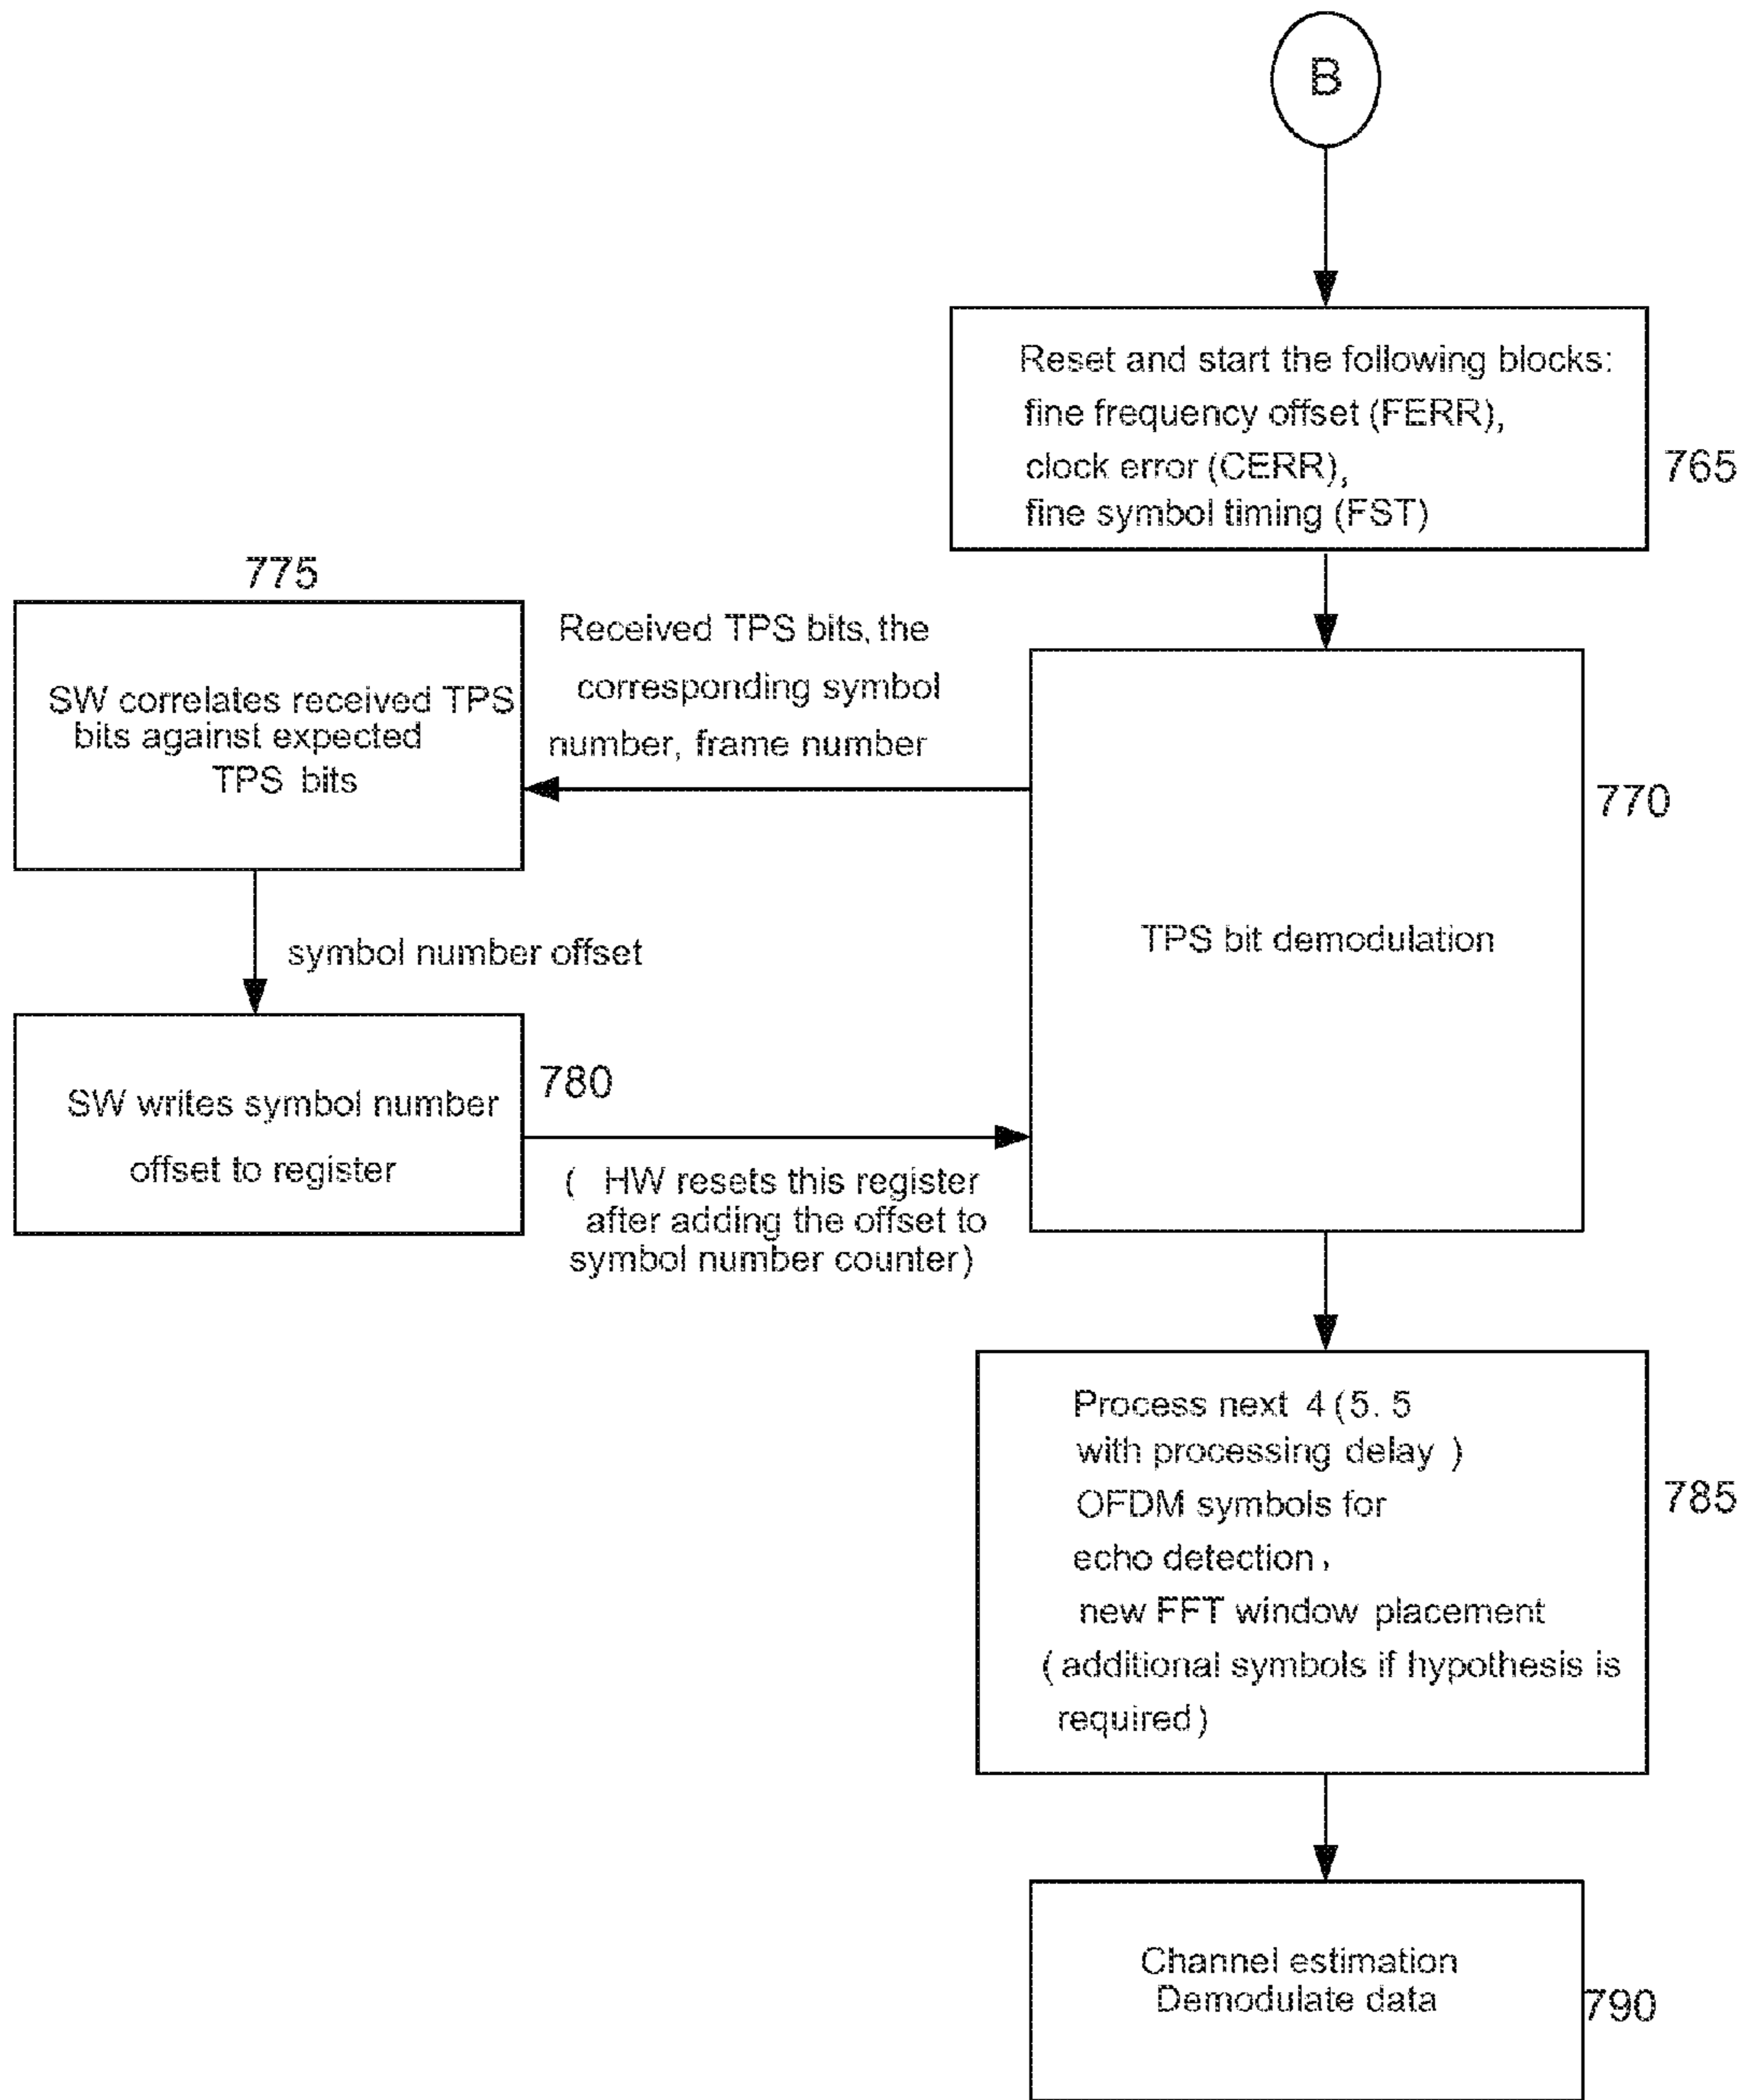 B
Reset and start the following blocks:
fine frequency offset (FERR),
clock error (CERR),
fine symbol timing (FST)
765
775
SW correlates received TPS
bits against expected
TPS bits
Received TPS bits, the
corresponding symbol
number, frame number
770
TPS bit demodulation
symbol number offset
780
SW writes symbol number
offset to register
( HW resets this register
after adding the offset to
symbol number counter)
Process next 4 (5. 5
with processing delay )
OFDM symbols for
echo detection,
new FFT window placement
( additional symbols if hypothesis is
required)
785
Channel estimation
Demodulate data
790